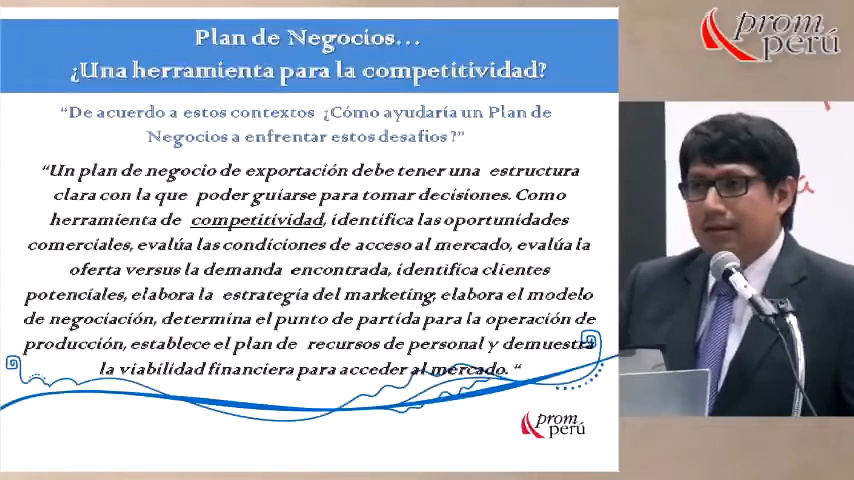 Plan de Negocios...
¿Una herramienta para la competitividad?
"De acuerdo a estos contextos ¿Cómo ayudaría un Plan de
Negocios a enfrentar estos desafios ?"
"Un plan de negocio de exportación debe tener una estructura
clara con la que poder guiarse para tomar decisiones. Como
herramienta de competitividad, identifica las oportunidades
comerciales, evalúa las condiciones de acceso al mercado, evalúa la
oferta versus la demanda encontrada, identifica clientes
potenciales, elabora la estrategia del marketing, elabora el modelo
de negociación, determina el punto de partida para la operación de
producción, establece el plan de recursos de personal y demuestra
la viabilidad financiera para acceder al mercado. "
prom
perú
prom
perú